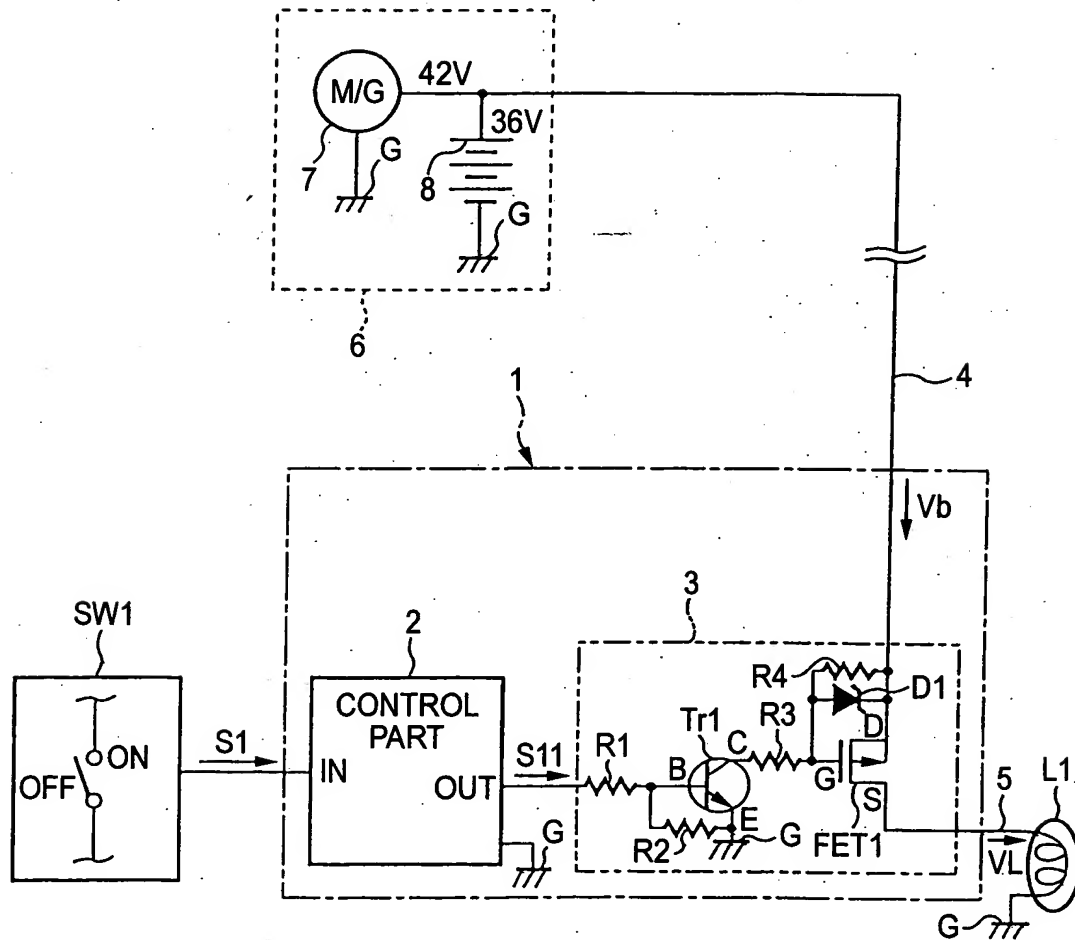 42V
M/G
36V
G
7
8
G
6
1
4
Vb
SW1
2
3
R4
D1
CONTROL
PART
Tr1
C
R3
D
S1
ON
S11
R1
IN
B
G
OFF
OUT
E
S
5
L1
R2
G
FET1
VL
G
G